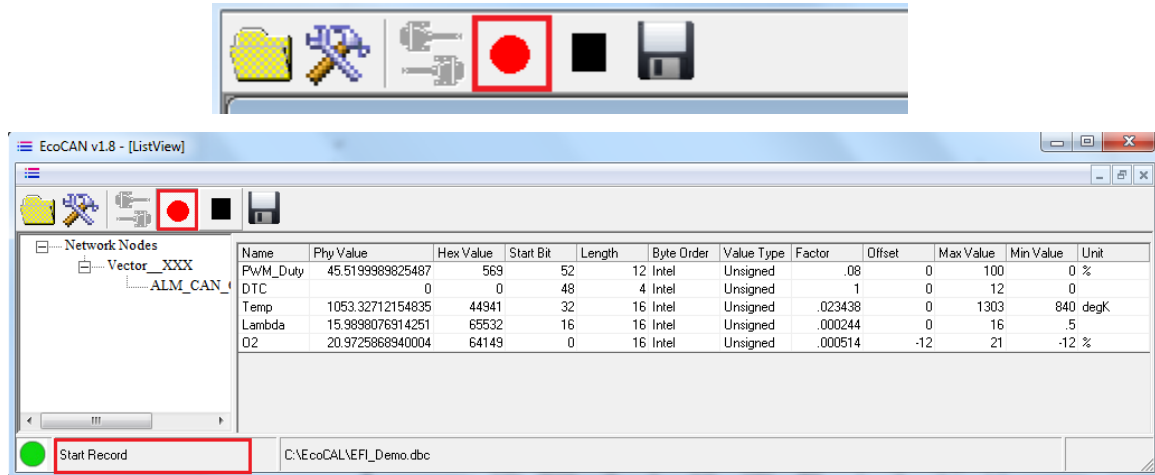 EcoCAN v1.8 - [ListView]
Network Nodes
Vector__XXX
ALM_CAN_
Name Phy Value Hex Value Start Bit Length Byte Order Value Type Factor Offset Max Value Min Value Unit
PWM_Duty 45.5199989825487 569 52 12 Intel Unsigned .08 0 100 0 %
DTC 0 0 48 4 Intel Unsigned 1 0 12 0
Temp 1053.32712154835 44941 32 16 Intel Unsigned .023438 0 1303 840 degK
Lambda 15.9898076914251 65532 16 16 Intel Unsigned .000244 0 16 .5
O2 20.9725868940004 64149 0 16 Intel Unsigned .000514 -12 21 -12 %
Start Record C:\EcoCAL\EFI_Demo.dbc